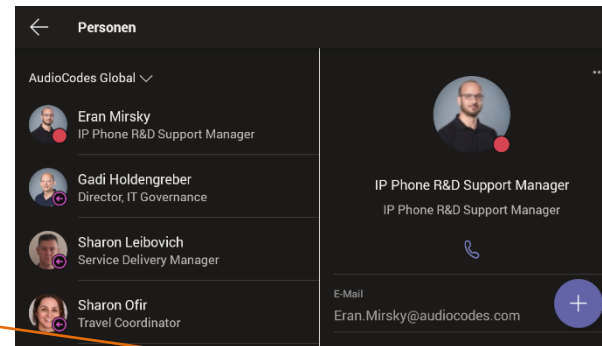 Personen
AudioCodes Global
Eran Mirsky
IP Phone R&D Support Manager
Gadi Holdengreber
Director, IT Governance
Sharon Leibovich
Service Delivery Manager
Sharon Ofir
Travel Coordinator
IP Phone R&D Support Manager
IP Phone R&D Support Manager
E-Mail
Eran.Mirsky@audiocodes.com